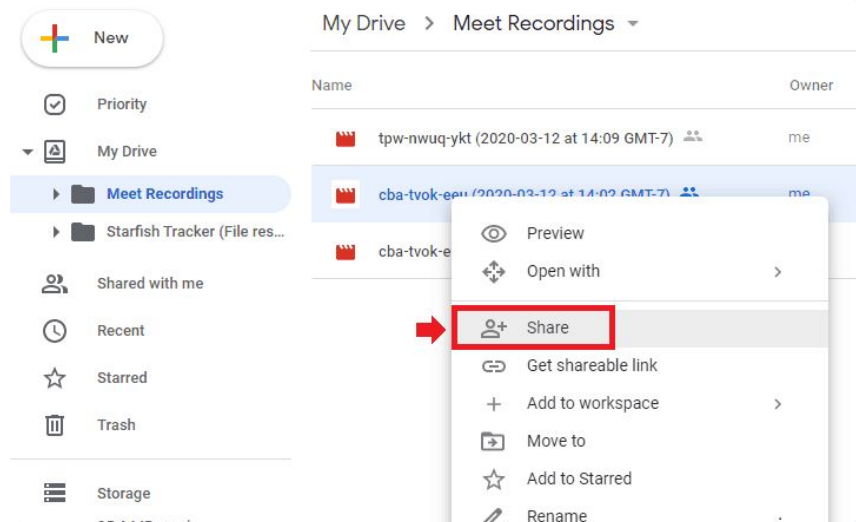 New
Priority
My Drive
Meet Recordings
Starfish Tracker (File res...
Shared with me
Recent
Starred
Trash
Storage
My Drive > Meet Recordings
Name Owner
tpw-nwuq-ykt (2020-03-12 at 14:09 GMT-7) me
cba-tvok-eeu (2020-03-12 at 14:02 GMT-7) me
cba-tvok-e
Preview
Open with
Share
Get shareable link
Add to workspace
Move to
Add to Starred
Rename